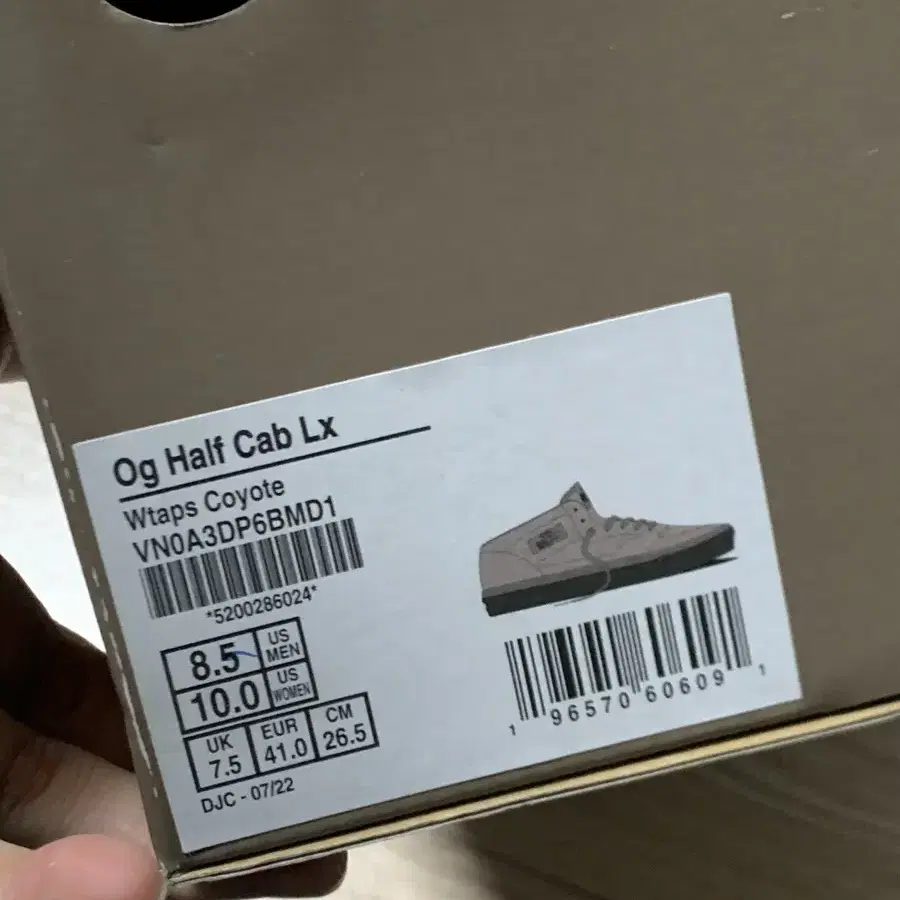 Og Half Cab Lx
Wtaps Coyote
VN0A3DP6BMD1
*5200286024*
8.5 US MEN
10.0 US WOMEN
UK 7.5
EUR 41.0
CM 26.5
DJC - 07/22
1 96570 60609 1